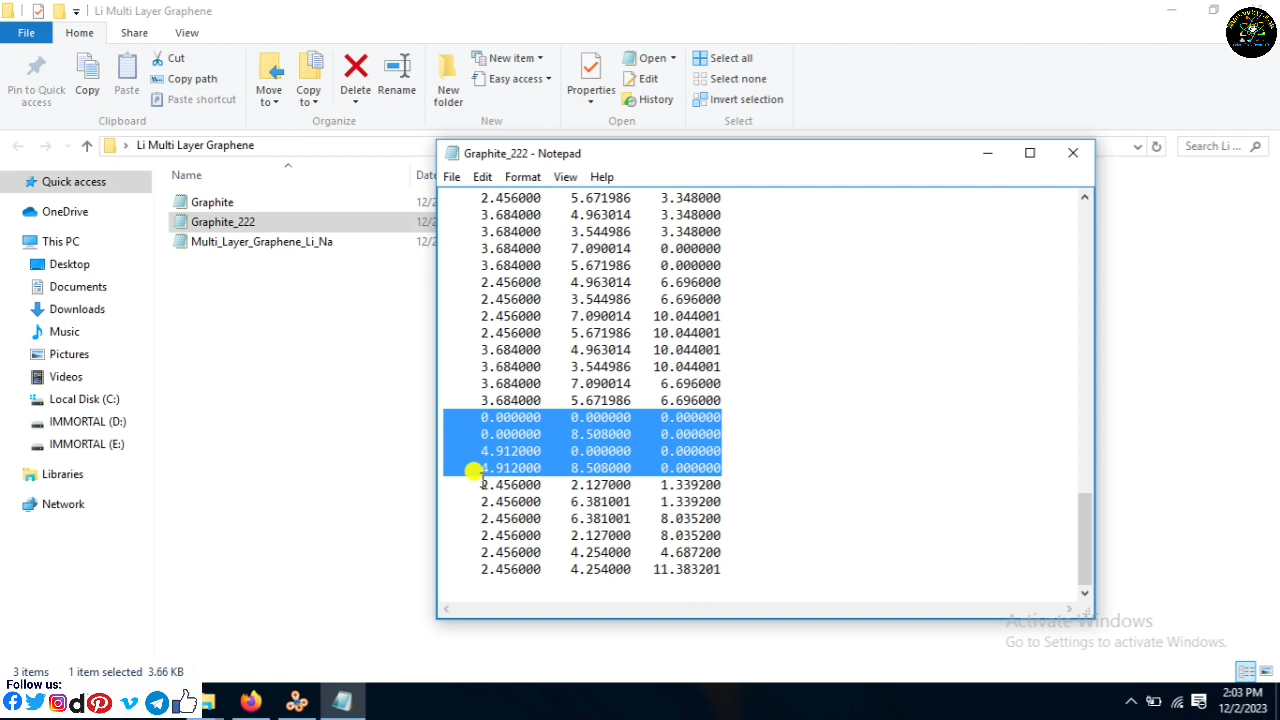 Li Multi Layer Graphene
File
Home
Share
View
Pin to Quick access
Copy
Paste
Cut
Copy path
Paste shortcut
Clipboard
Move to
Copy to
Delete
Rename
Organize
New folder
New item
Easy access
New
Properties
Open
Edit
History
Open
Select all
Select none
Invert selection
Select
Li Multi Layer Graphene
Search Li ...
Quick access
OneDrive
This PC
Desktop
Documents
Downloads
Music
Pictures
Videos
Local Disk (C:)
IMMORTAL (D:)
IMMORTAL (E:)
Libraries
Network
Name
Date
Graphite 12/2
Graphite_222 12/2
Multi_Layer_Graphene_Li_Na 12/2
Graphite_222 - Notepad
File Edit Format View Help
2.456000 5.671986 3.348000
3.684000 4.963014 3.348000
3.684000 3.544986 3.348000
3.684000 7.090014 0.000000
3.684000 5.671986 0.000000
2.456000 4.963014 6.696000
2.456000 3.544986 6.696000
2.456000 7.090014 10.044001
2.456000 5.671986 10.044001
3.684000 4.963014 10.044001
3.684000 3.544986 10.044001
3.684000 7.090014 6.696000
3.684000 5.671986 6.696000
0.000000 0.000000 0.000000
0.000000 8.508000 0.000000
4.912000 0.000000 0.000000
4.912000 8.508000 0.000000
2.456000 2.127000 1.339200
2.456000 6.381001 1.339200
2.456000 6.381001 8.035200
2.456000 2.127000 8.035200
2.456000 4.254000 4.687200
2.456000 4.254000 11.383201
Activate Windows
Go to Settings to activate Windows.
3 items 1 item selected 3.66 KB
Follow us:
2:03 PM
12/2/2023